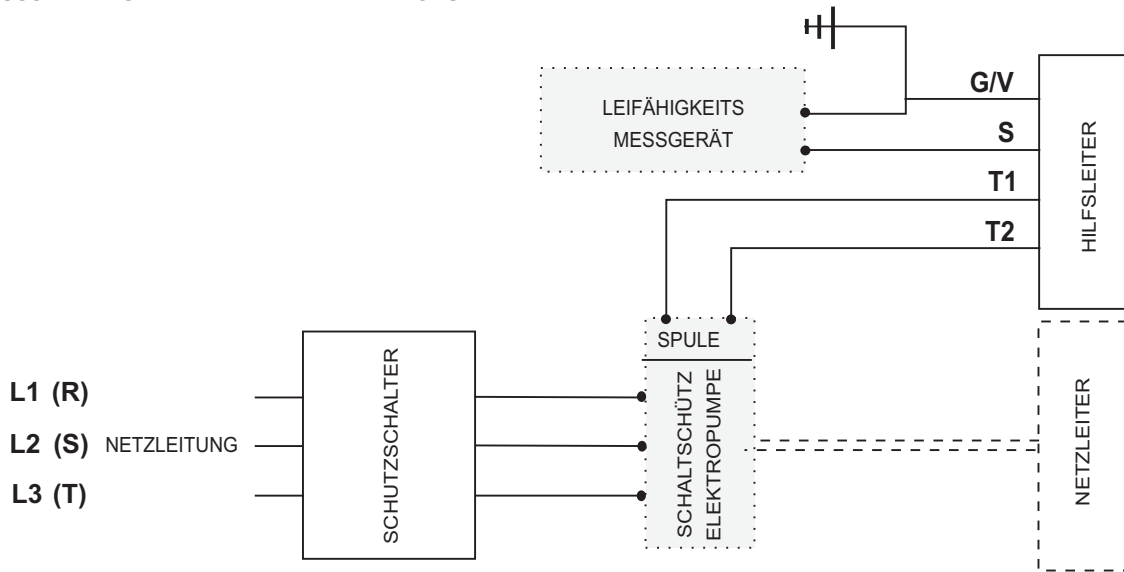 G/V
LEIFÄHIGKEITS
MESSGERÄT
S
T1
T2
HILFSLEITER
SPULE
SCHALTSCHÜTZ
ELEKTROPUMPE
SCHUTZSCHALTER
L1 (R)
L2 (S) NETZLEITUNG
L3 (T)
NETZLEITER